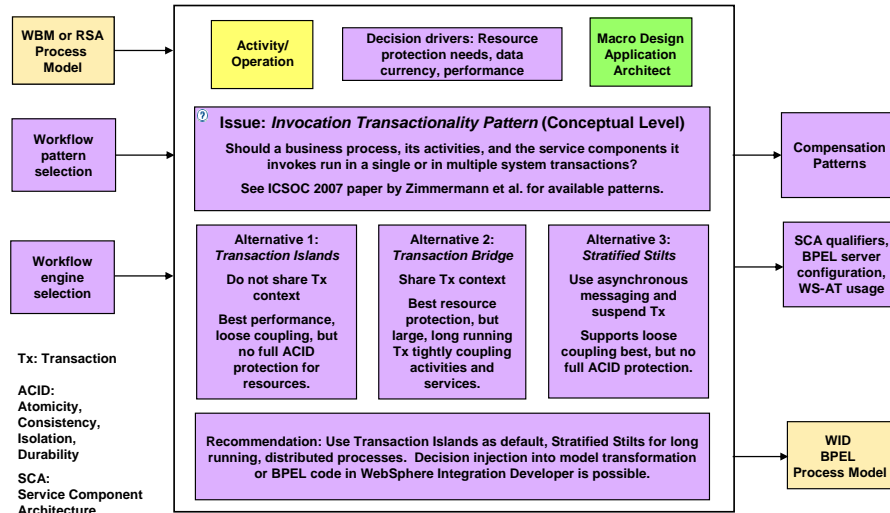 WBM or RSA
Process
Model
Activity/
Operation
Decision drivers: Resource
protection needs, data
currency, performance
Macro Design
Application
Architect
Workflow
pattern
selection
?
Issue: Invocation Transactionality Pattern (Conceptual Level)
Should a business process, its activities, and the service components it
invokes run in a single or in multiple system transactions?
See ICSOC 2007 paper by Zimmermann et al. for available patterns.
Compensation
Patterns
Workflow
engine
selection
Alternative 1:
Transaction Islands
Do not share Tx
context
Best performance,
loose coupling, but
no full ACID
protection for
resources.
Alternative 2:
Transaction Bridge
Share Tx context
Best resource
protection, but
large, long running
Tx tightly coupling
activities and
services.
Alternative 3:
Stratified Stilts
Use asynchronous
messaging and
suspend Tx
Supports loose
coupling best, but no
full ACID protection.
SCA qualifiers,
BPEL server
configuration,
WS-AT usage
Tx: Transaction
ACID:
Atomicity,
Consistency,
Isolation,
Durability
SCA:
Service Component
Architecture
Recommendation: Use Transaction Islands as default, Stratified Stilts for long
running, distributed processes. Decision injection into model transformation
or BPEL code in WebSphere Integration Developer is possible.
WID
BPEL
Process Model